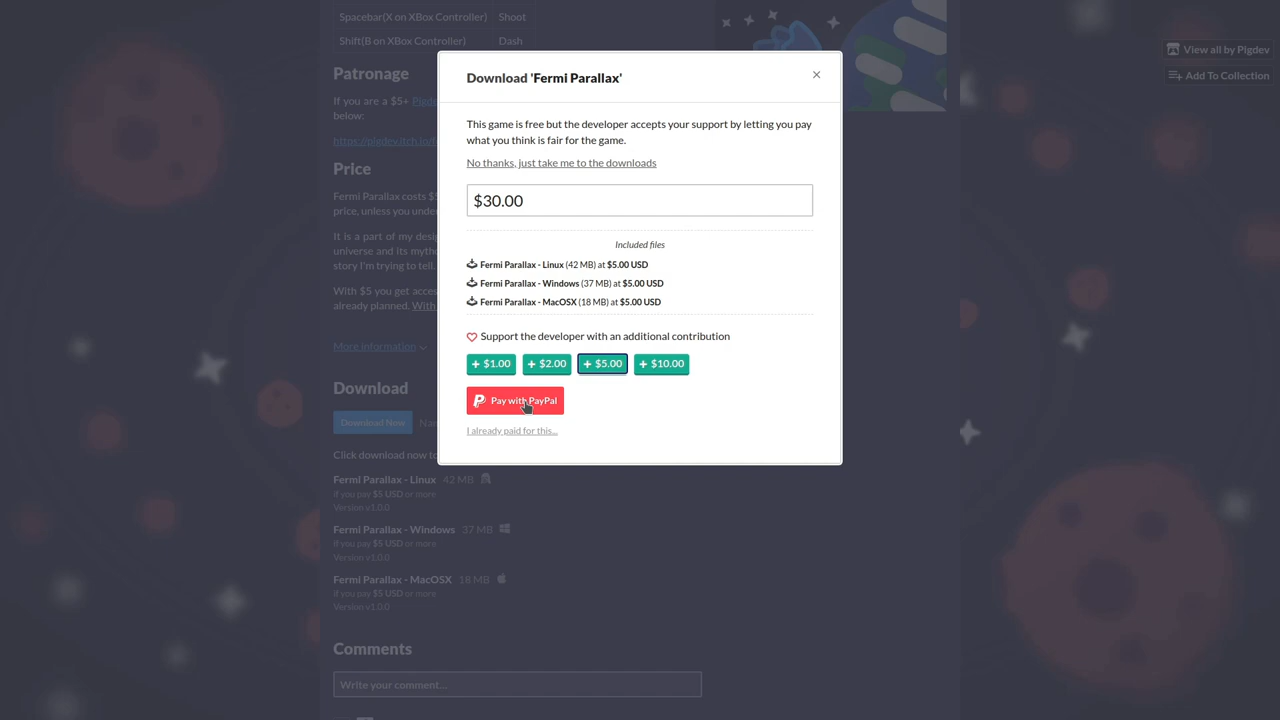 Spacebar(X on XBox Controller) Shoot
Shift(B on XBox Controller) Dash
View all by Pigdev
Add To Collection
Patronage
If you are a $5+ Pigd
below:
https://pigdev.itch.io/f
Price
Fermi Parallax costs $5
price, unless you unde
It is a part of my desig
universe and its mytho
story I'm trying to tell.
With $5 you get acces
already planned. With
More information
Download
Download Now Nam
Click download now to
Fermi Parallax - Linux 42 MB
if you pay $5 USD or more
Version v1.0.0
Fermi Parallax - Windows 37 MB
if you pay $5 USD or more
Version v1.0.0
Fermi Parallax - MacOSX 18 MB
if you pay $5 USD or more
Version v1.0.0
Comments
Write your comment...
Download 'Fermi Parallax'
×
This game is free but the developer accepts your support by letting you pay
what you think is fair for the game.
No thanks, just take me to the downloads
$30.00
Included files
Fermi Parallax - Linux (42 MB) at $5.00 USD
Fermi Parallax - Windows (37 MB) at $5.00 USD
Fermi Parallax - MacOSX (18 MB) at $5.00 USD
Support the developer with an additional contribution
+ $1.00 + $2.00 + $5.00 + $10.00
Pay with PayPal
I already paid for this...